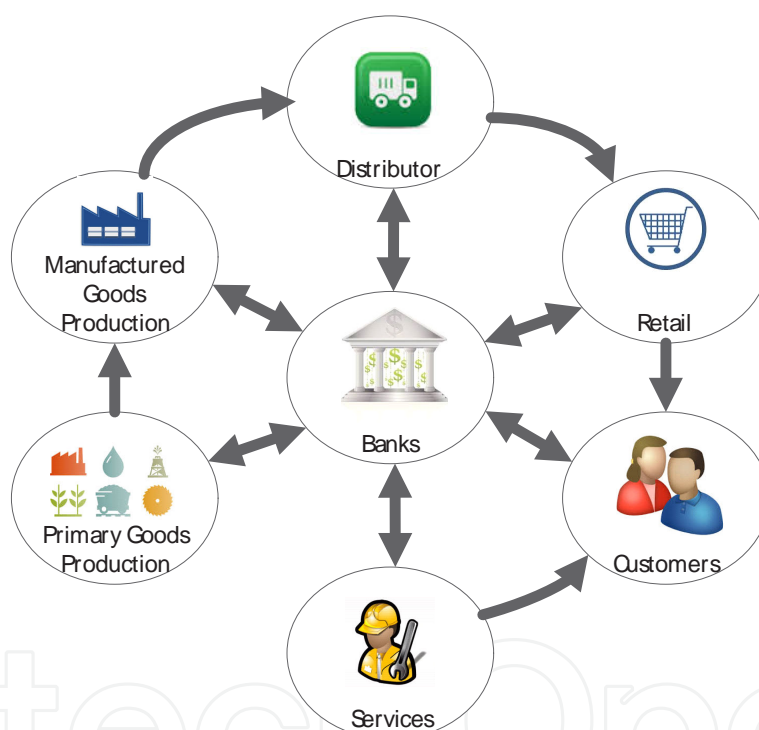 Distributor
Manufactured
Goods
Production
Retail
Banks
Primary Goods
Production
Customers
Services